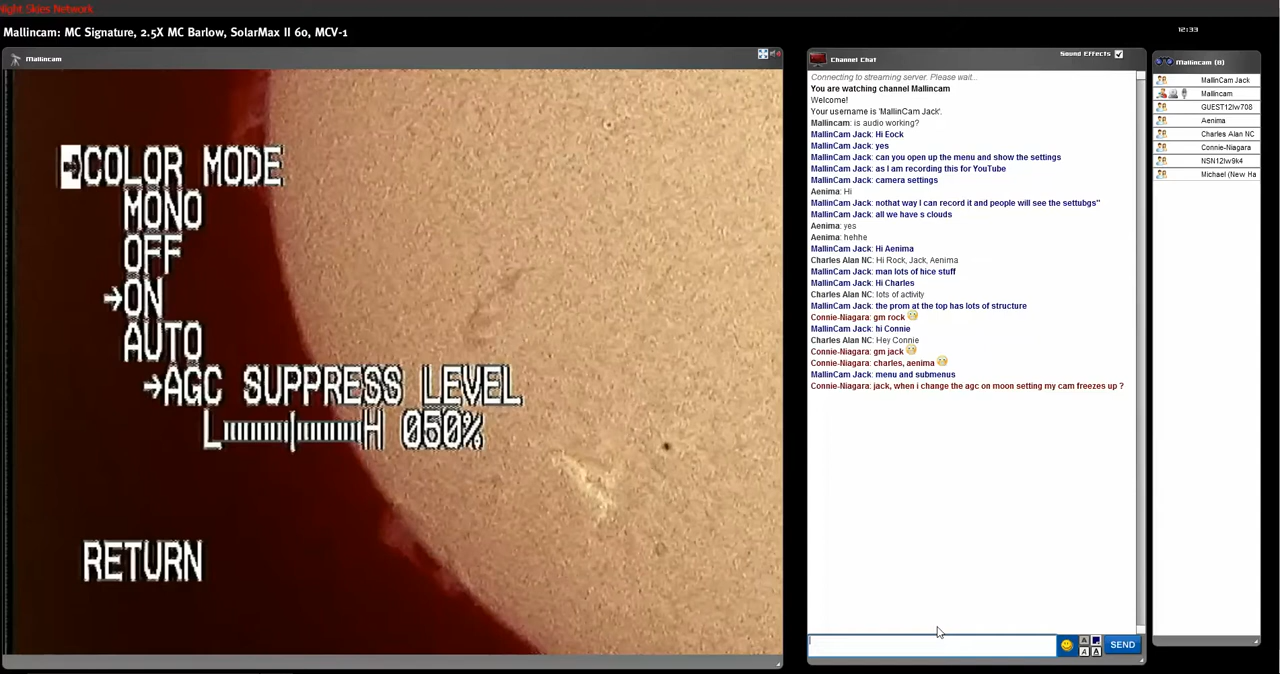 Night Skies Network
Mallincam: MC Signature, 2.5X MC Barlow, SolarMax II 60, MCV-1
12:33
Mallincam
COLOR MODE
MONO
OFF
ON
AUTO
AGC SUPPRESS LEVEL
L H 050%
RETURN
Channel Chat
Sound Effects
Connecting to streaming server. Please wait...
You are watching channel Mallincam
Welcome!
Your username is 'MallinCam Jack'.
Mallincam: is audio working?
MallinCam Jack: Hi Eock
MallinCam Jack: yes
MallinCam Jack: can you open up the menu and show the settings
MallinCam Jack: as I am recording this for YouTube
MallinCam Jack: camera settings
Aenima: Hi
MallinCam Jack: nothat way I can record it and people will see the settubgs"
MallinCam Jack: all we have s clouds
Aenima: yes
Aenima: hehhe
MallinCam Jack: Hi Aenima
Charles Alan NC: Hi Rock, Jack, Aenima
MallinCam Jack: man lots of hice stuff
MallinCam Jack: Hi Charles
Charles Alan NC: lots of activity
MallinCam Jack: the prom at the top has lots of structure
Connie-Niagara: gm rock
MallinCam Jack: hi Connie
Charles Alan NC: Hey Connie
Connie-Niagara: gm jack
Connie-Niagara: charles, aenima
MallinCam Jack: menu and submenus
Connie-Niagara: jack, when i change the agc on moon setting my cam freezes up ?
SEND
Mallincam (8)
MallinCam Jack
Mallincam
GUEST12lw708
Aenima
Charles Alan NC
Connie-Niagara
NSN12lw9k4
Michael (New Ha